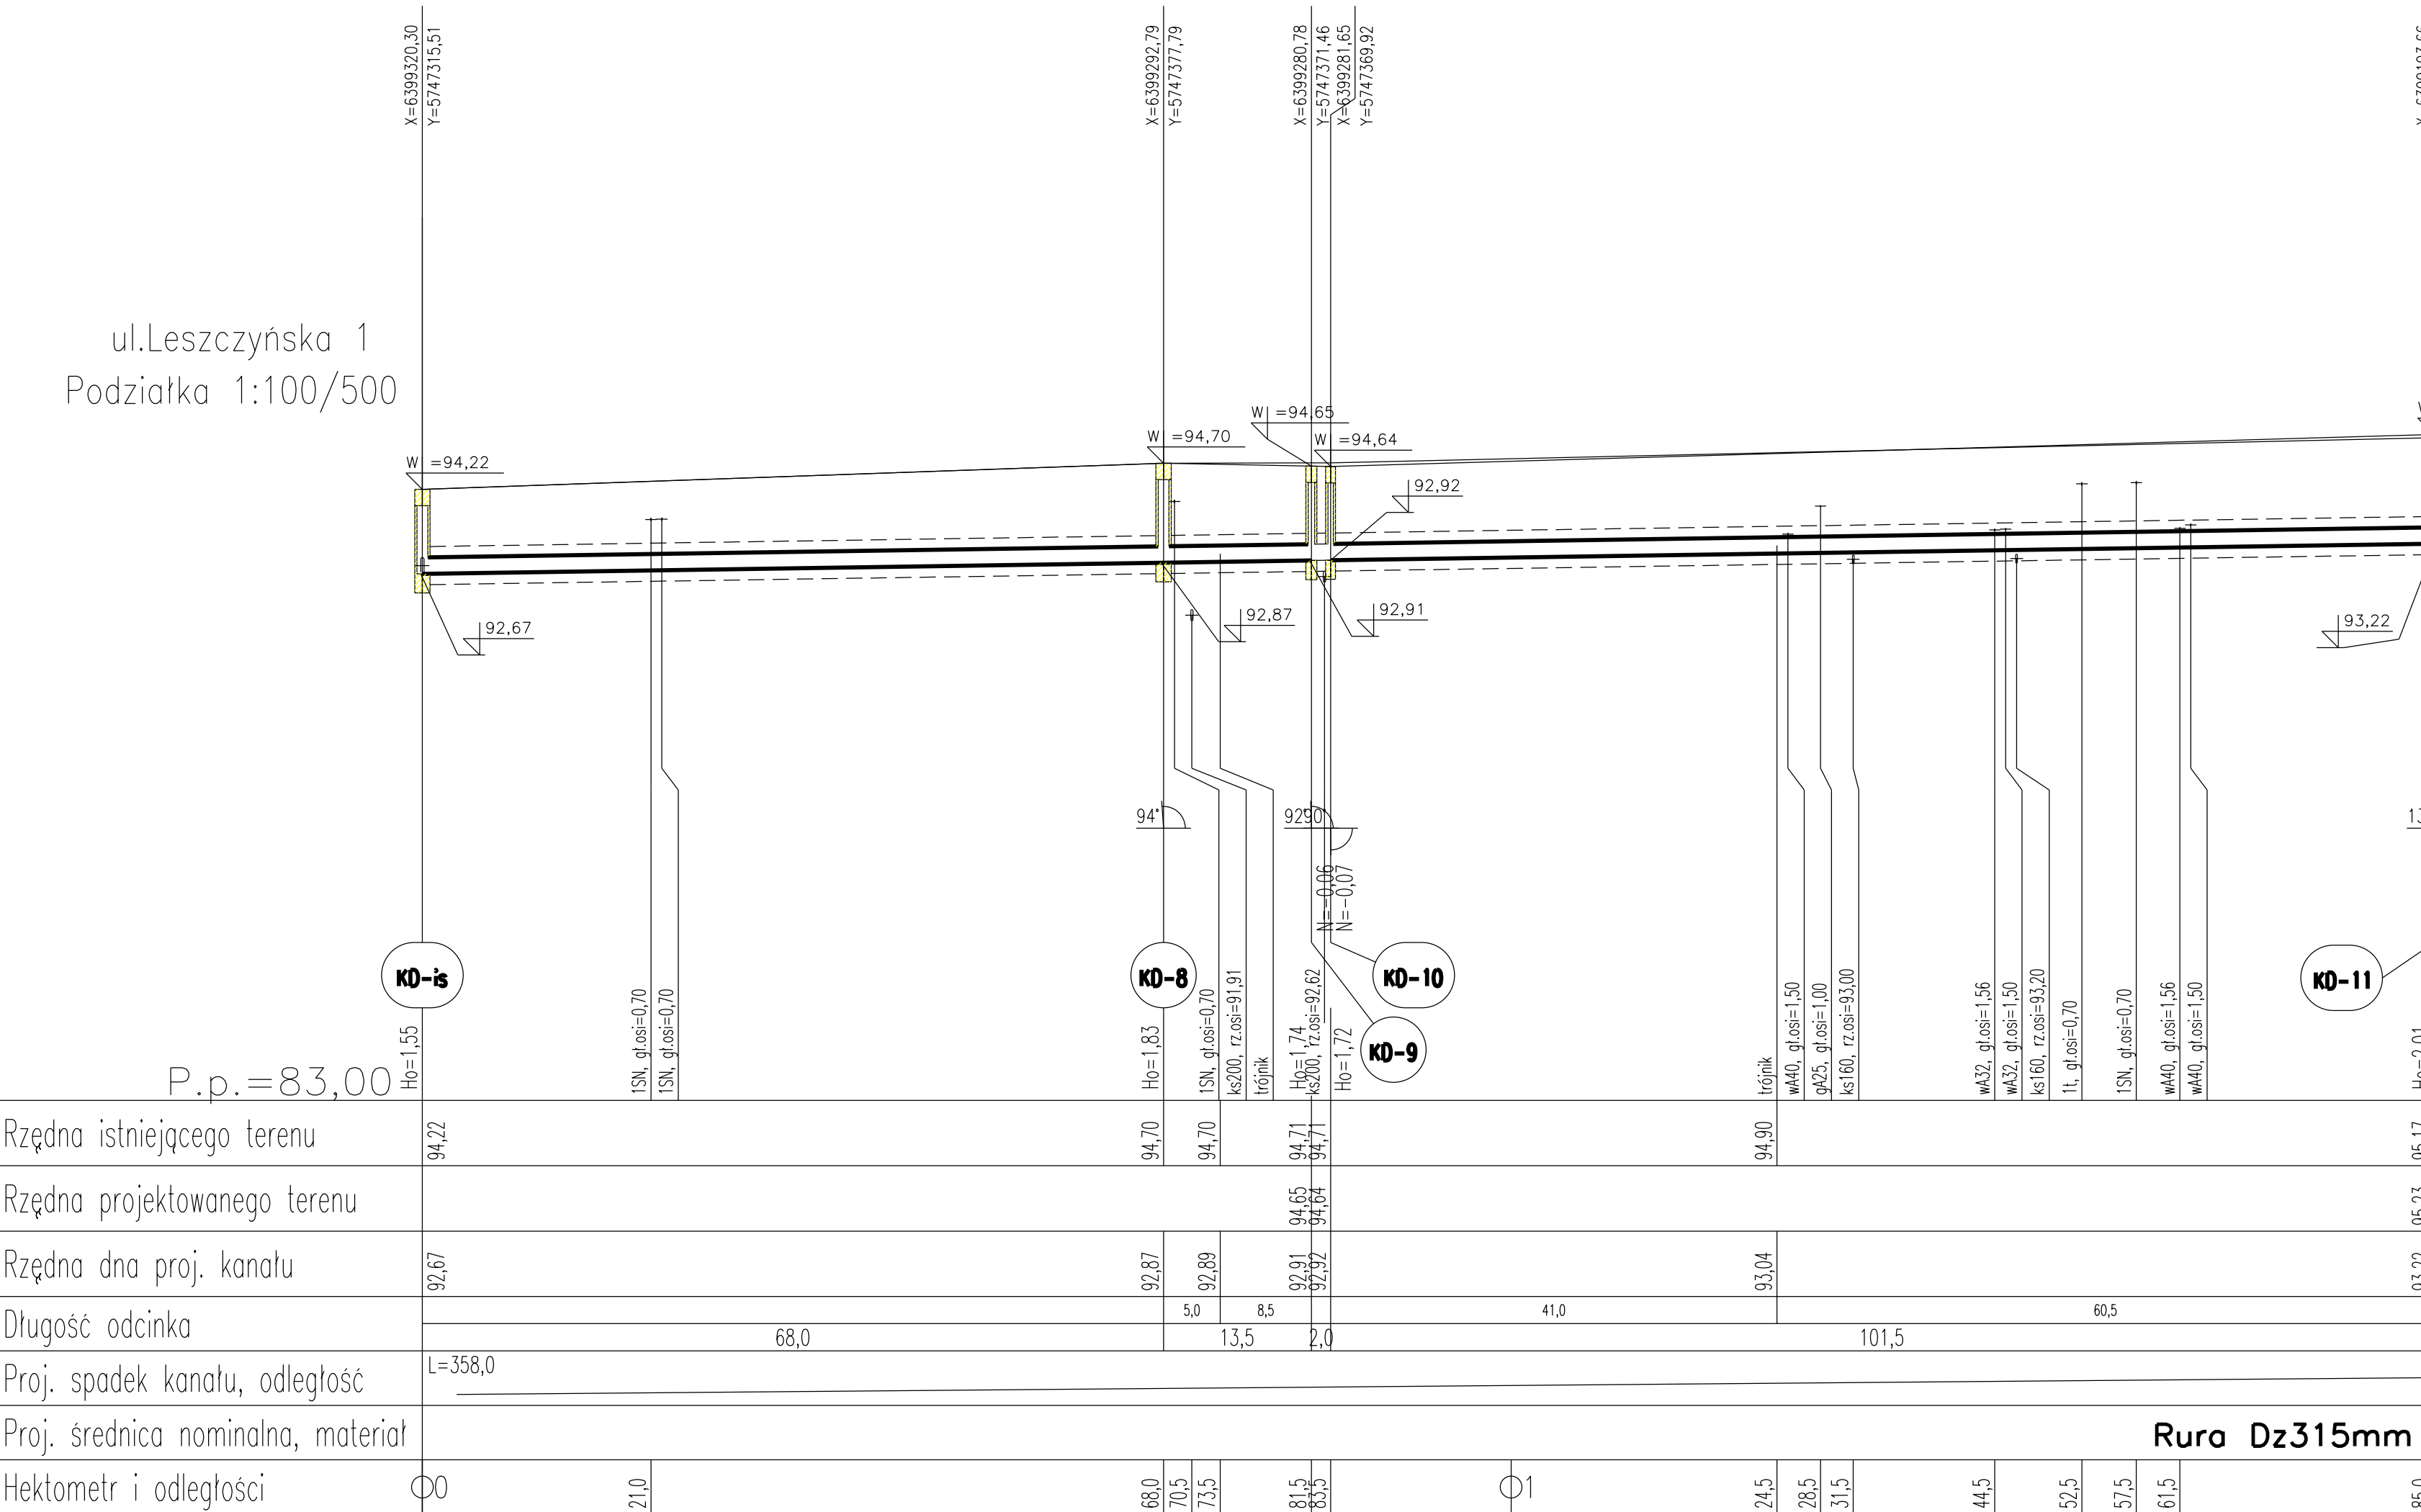 X=6399320,30
Y=5747315,51
X=6399292,79
Y=5747377,79
X=6399280,78
Y=5747371,46
X=6399281,65
Y=5747369,92
ul.Leszczyńska 1
Podziałka 1:100/500
W =94,22
W =94,70
W =94,65
W =94,64
92,92
92,67
92,87
92,91
93,22
94°
92°
90°
N=-0,06
N=-0,07
KD-is
KD-8
KD-10
KD-9
KD-11
Ho=1,55
1SN, gł.osi=0,70
1SN, gł.osi=0,70
Ho=1,83
1SN, gł.osi=0,70
ks200, rz.osi=91,91
trójnik
Ho=1,74
ks200, rz.osi=92,62
Ho=1,72
trójnik
wA40, gł.osi=1,50
gA25, gł.osi=1,00
ks160, rz.osi=93,00
wA32, gł.osi=1,56
wA32, gł.osi=1,50
ks160, rz.osi=93,20
1t, gł.osi=0,70
1SN, gł.osi=0,70
wA40, gł.osi=1,56
wA40, gł.osi=1,50
Ho=2,01
P.p.=83,00
Rzędna istniejącego terenu
94,22 94,70 94,70 94,71 94,71 94,90 95,17
Rzędna projektowanego terenu
94,65 94,64 95,23
Rzędna dna proj. kanału
92,67 92,87 92,89 92,91 92,92 93,04 93,22
Długość odcinka
5,0 8,5 41,0 60,5
68,0 13,5 2,0 101,5
Proj. spadek kanału, odległość
L=358,0
Proj. średnica nominalna, materiał
Rura Dz315mm
Hektometr i odległości
0 21,0 68,0 70,5 73,5 81,5 83,5 1 24,5 28,5 31,5 44,5 52,5 57,5 61,5 85,0